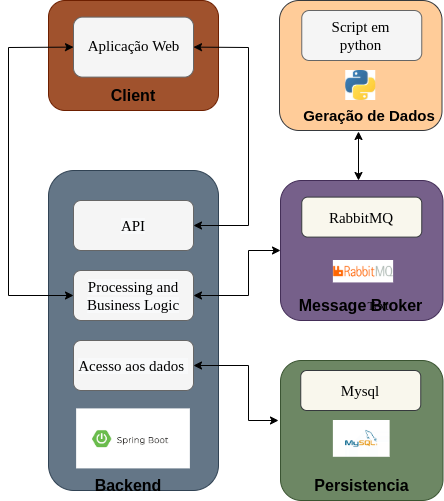 Aplicação Web
Client
Script em
python
Geração de Dados
API
Processing and
Business Logic
Acesso aos dados
Spring Boot
Backend
RabbitMQ
RabbitMQ
Message Broker
Mysql
MySQL
Persistencia